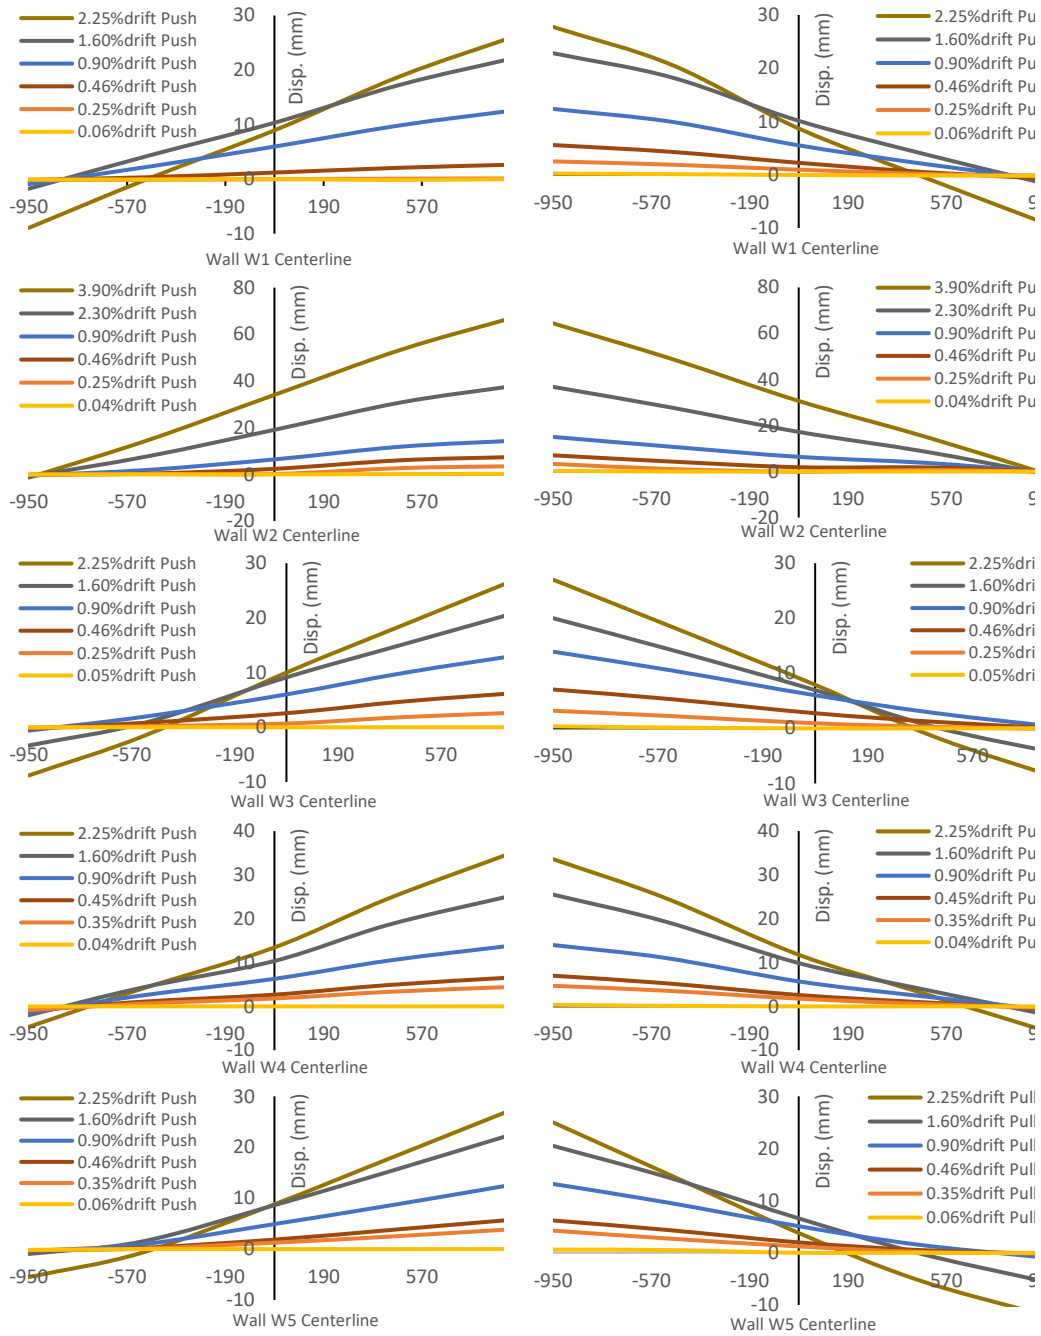 2.25%drift Push
1.60%drift Push
0.90%drift Push
0.46%drift Push
0.25%drift Push
0.06%drift Push
30
20
10
0
-10
Disp. (mm)
-950 -570 -190 190 570
Wall W1 Centerline
2.25%drift Pu
1.60%drift Pu
0.90%drift Pu
0.46%drift Pu
0.25%drift Pu
0.06%drift Pu
30
20
10
0
-10
Disp. (mm)
-950 -570 -190 190 570 9
Wall W1 Centerline
3.90%drift Push
2.30%drift Push
0.90%drift Push
0.46%drift Push
0.25%drift Push
0.04%drift Push
80
60
40
20
0
-20
Disp. (mm)
-950 -570 -190 190 570
Wall W2 Centerline
3.90%drift Pu
2.30%drift Pu
0.90%drift Pu
0.46%drift Pu
0.25%drift Pu
0.04%drift Pu
80
60
40
20
0
-20
Disp. (mm)
-950 -570 -190 190 570 9
Wall W2 Centerline
2.25%drift Push
1.60%drift Push
0.90%drift Push
0.46%drift Push
0.25%drift Push
0.05%drift Push
30
20
10
0
-10
Disp. (mm)
-950 -570 -190 190 570
Wall W3 Centerline
2.25%dri
1.60%dri
0.90%dri
0.46%dri
0.25%dri
0.05%dri
30
20
10
0
-10
Disp. (mm)
-950 -570 -190 190 570
Wall W3 Centerline
2.25%drift Push
1.60%drift Push
0.90%drift Push
0.45%drift Push
0.35%drift Push
0.04%drift Push
40
30
20
10
0
-10
Disp. (mm)
-950 -570 -190 190 570
Wall W4 Centerline
2.25%drift Pu
1.60%drift Pu
0.90%drift Pu
0.45%drift Pu
0.35%drift Pu
0.04%drift Pu
40
30
20
10
0
-10
Disp. (mm)
-950 -570 -190 190 570 9
Wall W4 Centerline
2.25%drift Push
1.60%drift Push
0.90%drift Push
0.46%drift Push
0.35%drift Push
0.06%drift Push
30
20
10
0
-10
Disp. (mm)
-950 -570 -190 190 570
Wall W5 Centerline
2.25%drift Pull
1.60%drift Pull
0.90%drift Pull
0.46%drift Pull
0.35%drift Pull
0.06%drift Pull
30
20
10
0
-10
Disp. (mm)
-950 -570 -190 190 570 9
Wall W5 Centerline